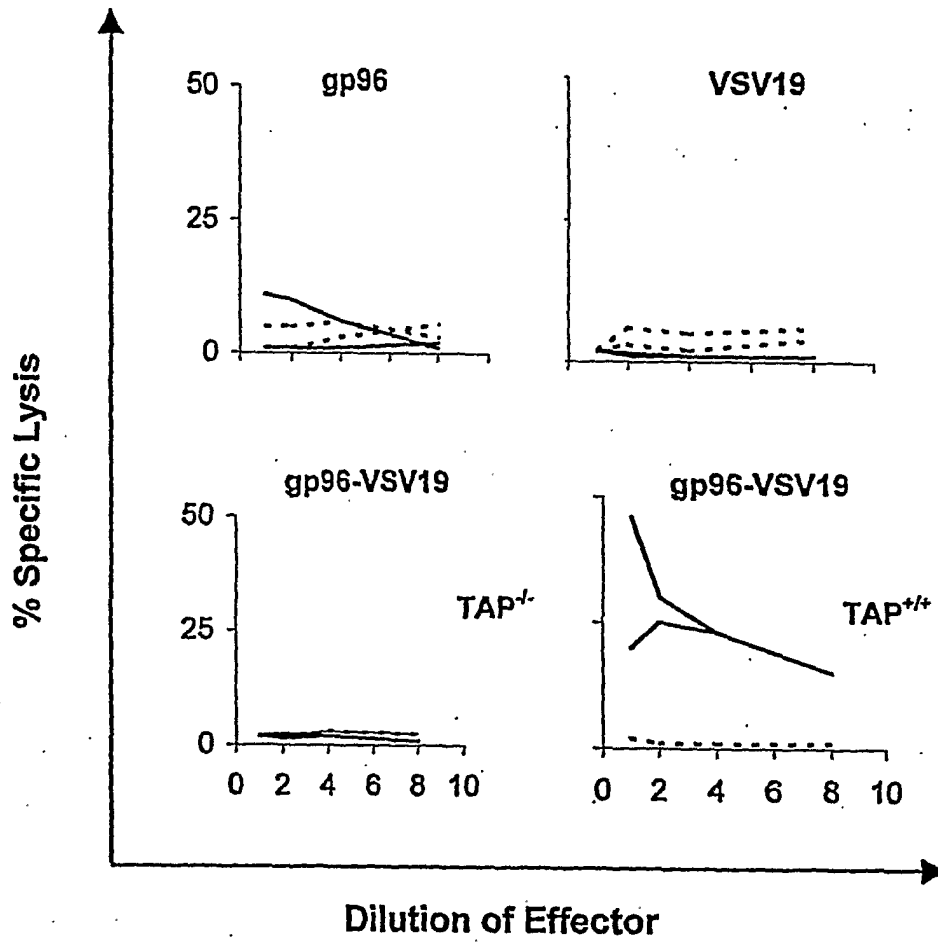 gp96
VSV19
50
25
0
% Specific Lysis
gp96-VSV19
gp96-VSV19
50
25
0
TAP-/-
TAP+/+
0 2 4 6 8 10
0 2 4 6 8 10
Dilution of Effector